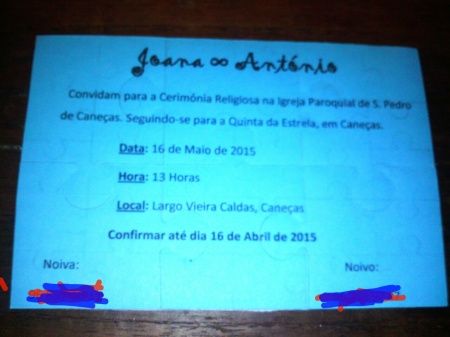 Joana ∞ António
Convidam para a Cerimónia Religiosa na Igreja Paroquial de S. Pedro
de Caneças. Seguindo-se para a Quinta da Estrela, em Caneças.
Data: 16 de Maio de 2015
Hora: 13 Horas
Local: Largo Vieira Caldas, Caneças
Confirmar até dia 16 de Abril de 2015
Noiva: Noivo: